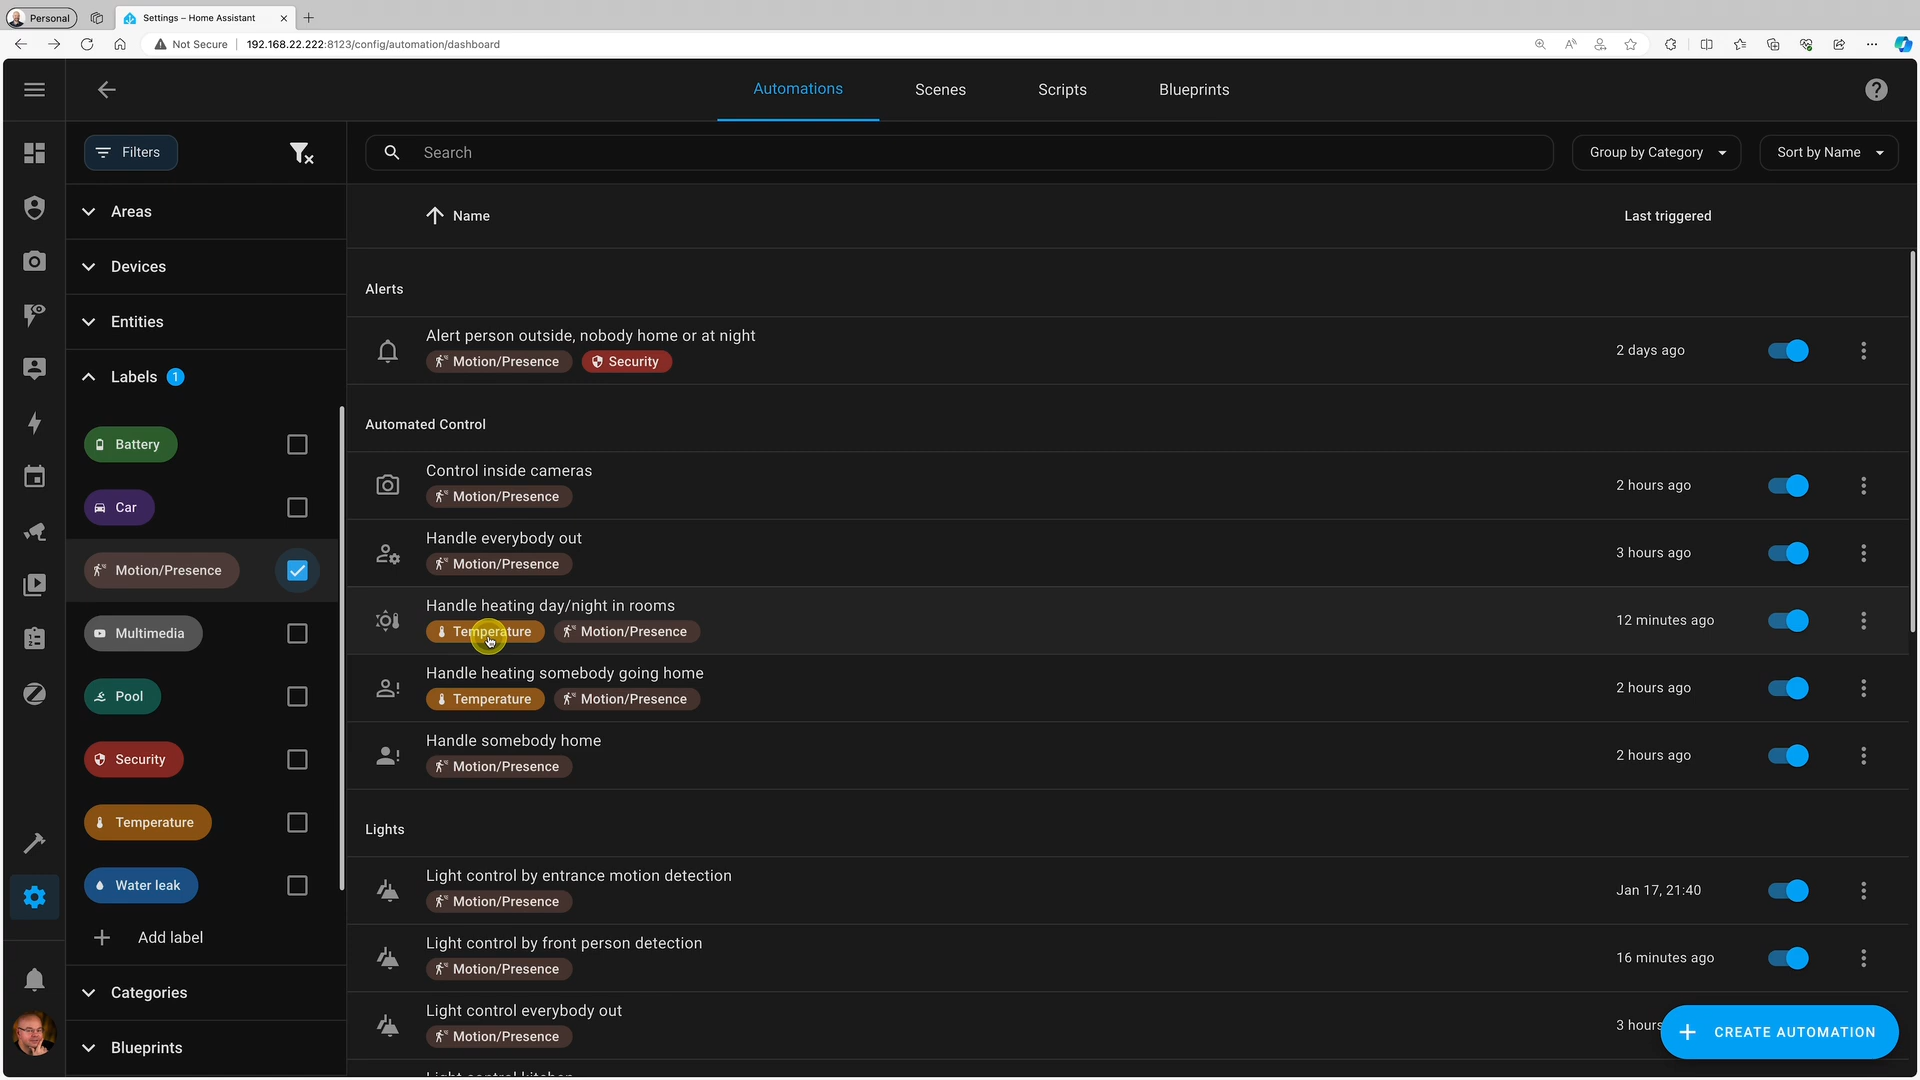 Personal
Settings – Home Assistant
Not Secure
192.168.22.222:8123/config/automation/dashboard
Automations
Scenes
Scripts
Blueprints
Filters
Search
Group by Category
Sort by Name
Areas
Devices
Entities
Labels 1
Battery
Car
Motion/Presence
Multimedia
Pool
Security
Temperature
Water leak
Add label
Categories
Blueprints
Name
Last triggered
Alerts
Alert person outside, nobody home or at night
Motion/Presence Security
2 days ago
Automated Control
Control inside cameras
Motion/Presence
2 hours ago
Handle everybody out
Motion/Presence
3 hours ago
Handle heating day/night in rooms
Temperature Motion/Presence
12 minutes ago
Handle heating somebody going home
Temperature Motion/Presence
2 hours ago
Handle somebody home
Motion/Presence
2 hours ago
Lights
Light control by entrance motion detection
Motion/Presence
Jan 17, 21:40
Light control by front person detection
Motion/Presence
16 minutes ago
Light control everybody out
Motion/Presence
3 hours
CREATE AUTOMATION